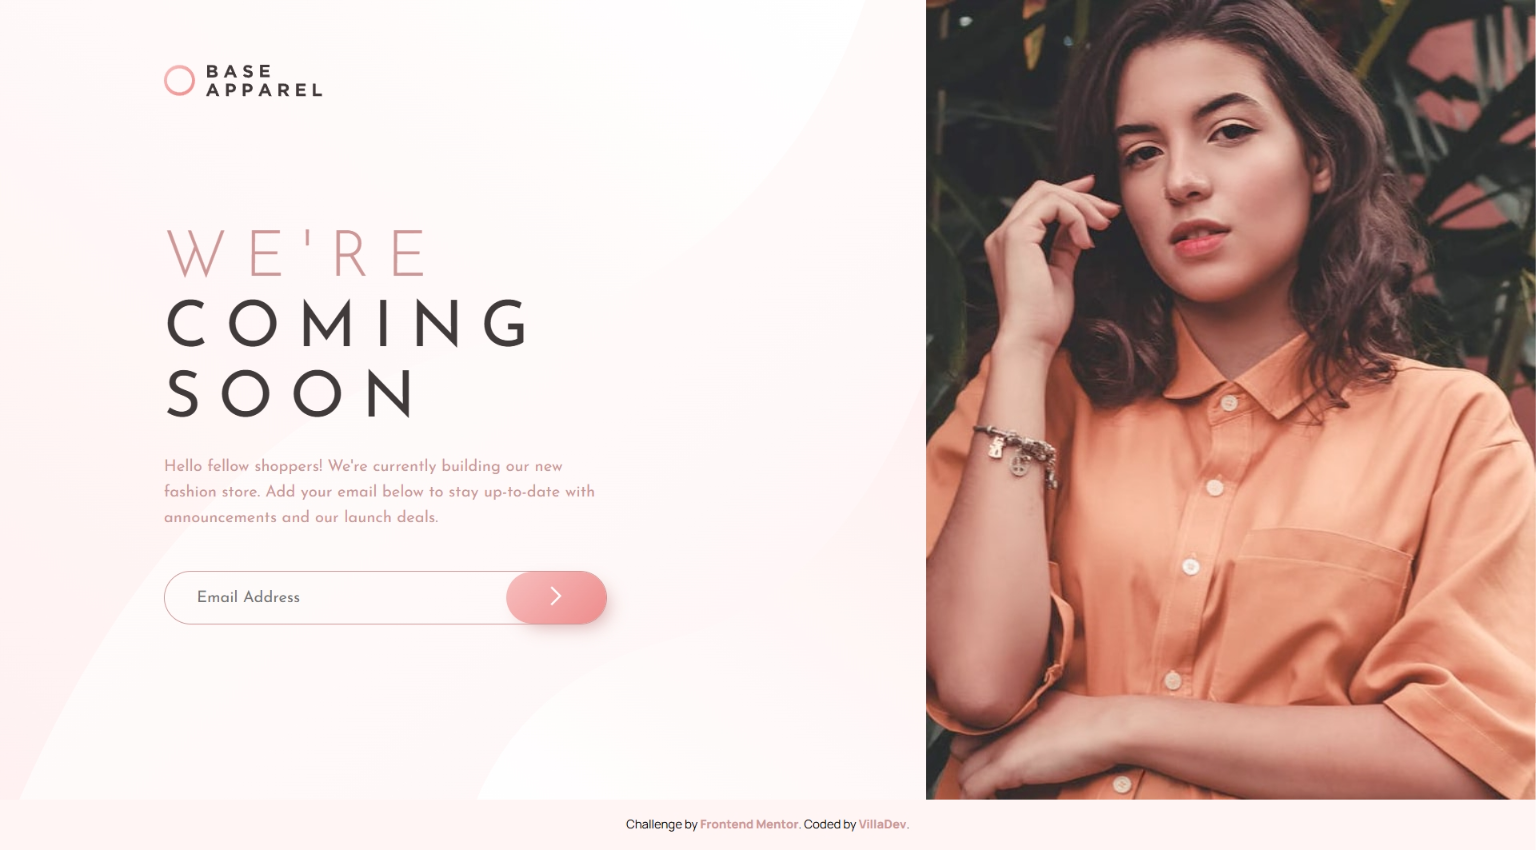 BASE
APPAREL
WE'RE
COMING
SOON
Hello fellow shoppers! We're currently building our new
fashion store. Add your email below to stay up-to-date with
announcements and our launch deals.
Email Address
Challenge by Frontend Mentor. Coded by VillaDev.